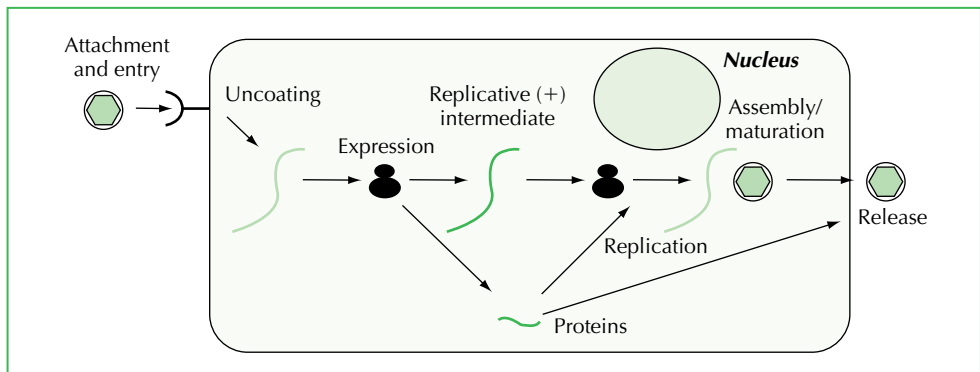 Attachment
and entry
Uncoating
Expression
Replicative (+)
intermediate
Nucleus
Assembly/
maturation
Replication
Release
Proteins